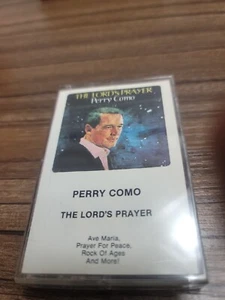 THE LORD'S PRAYER
Perry Como
PERRY COMO
THE LORD'S PRAYER
Ave Maria,
Prayer For Peace,
Rock Of Ages
And More!